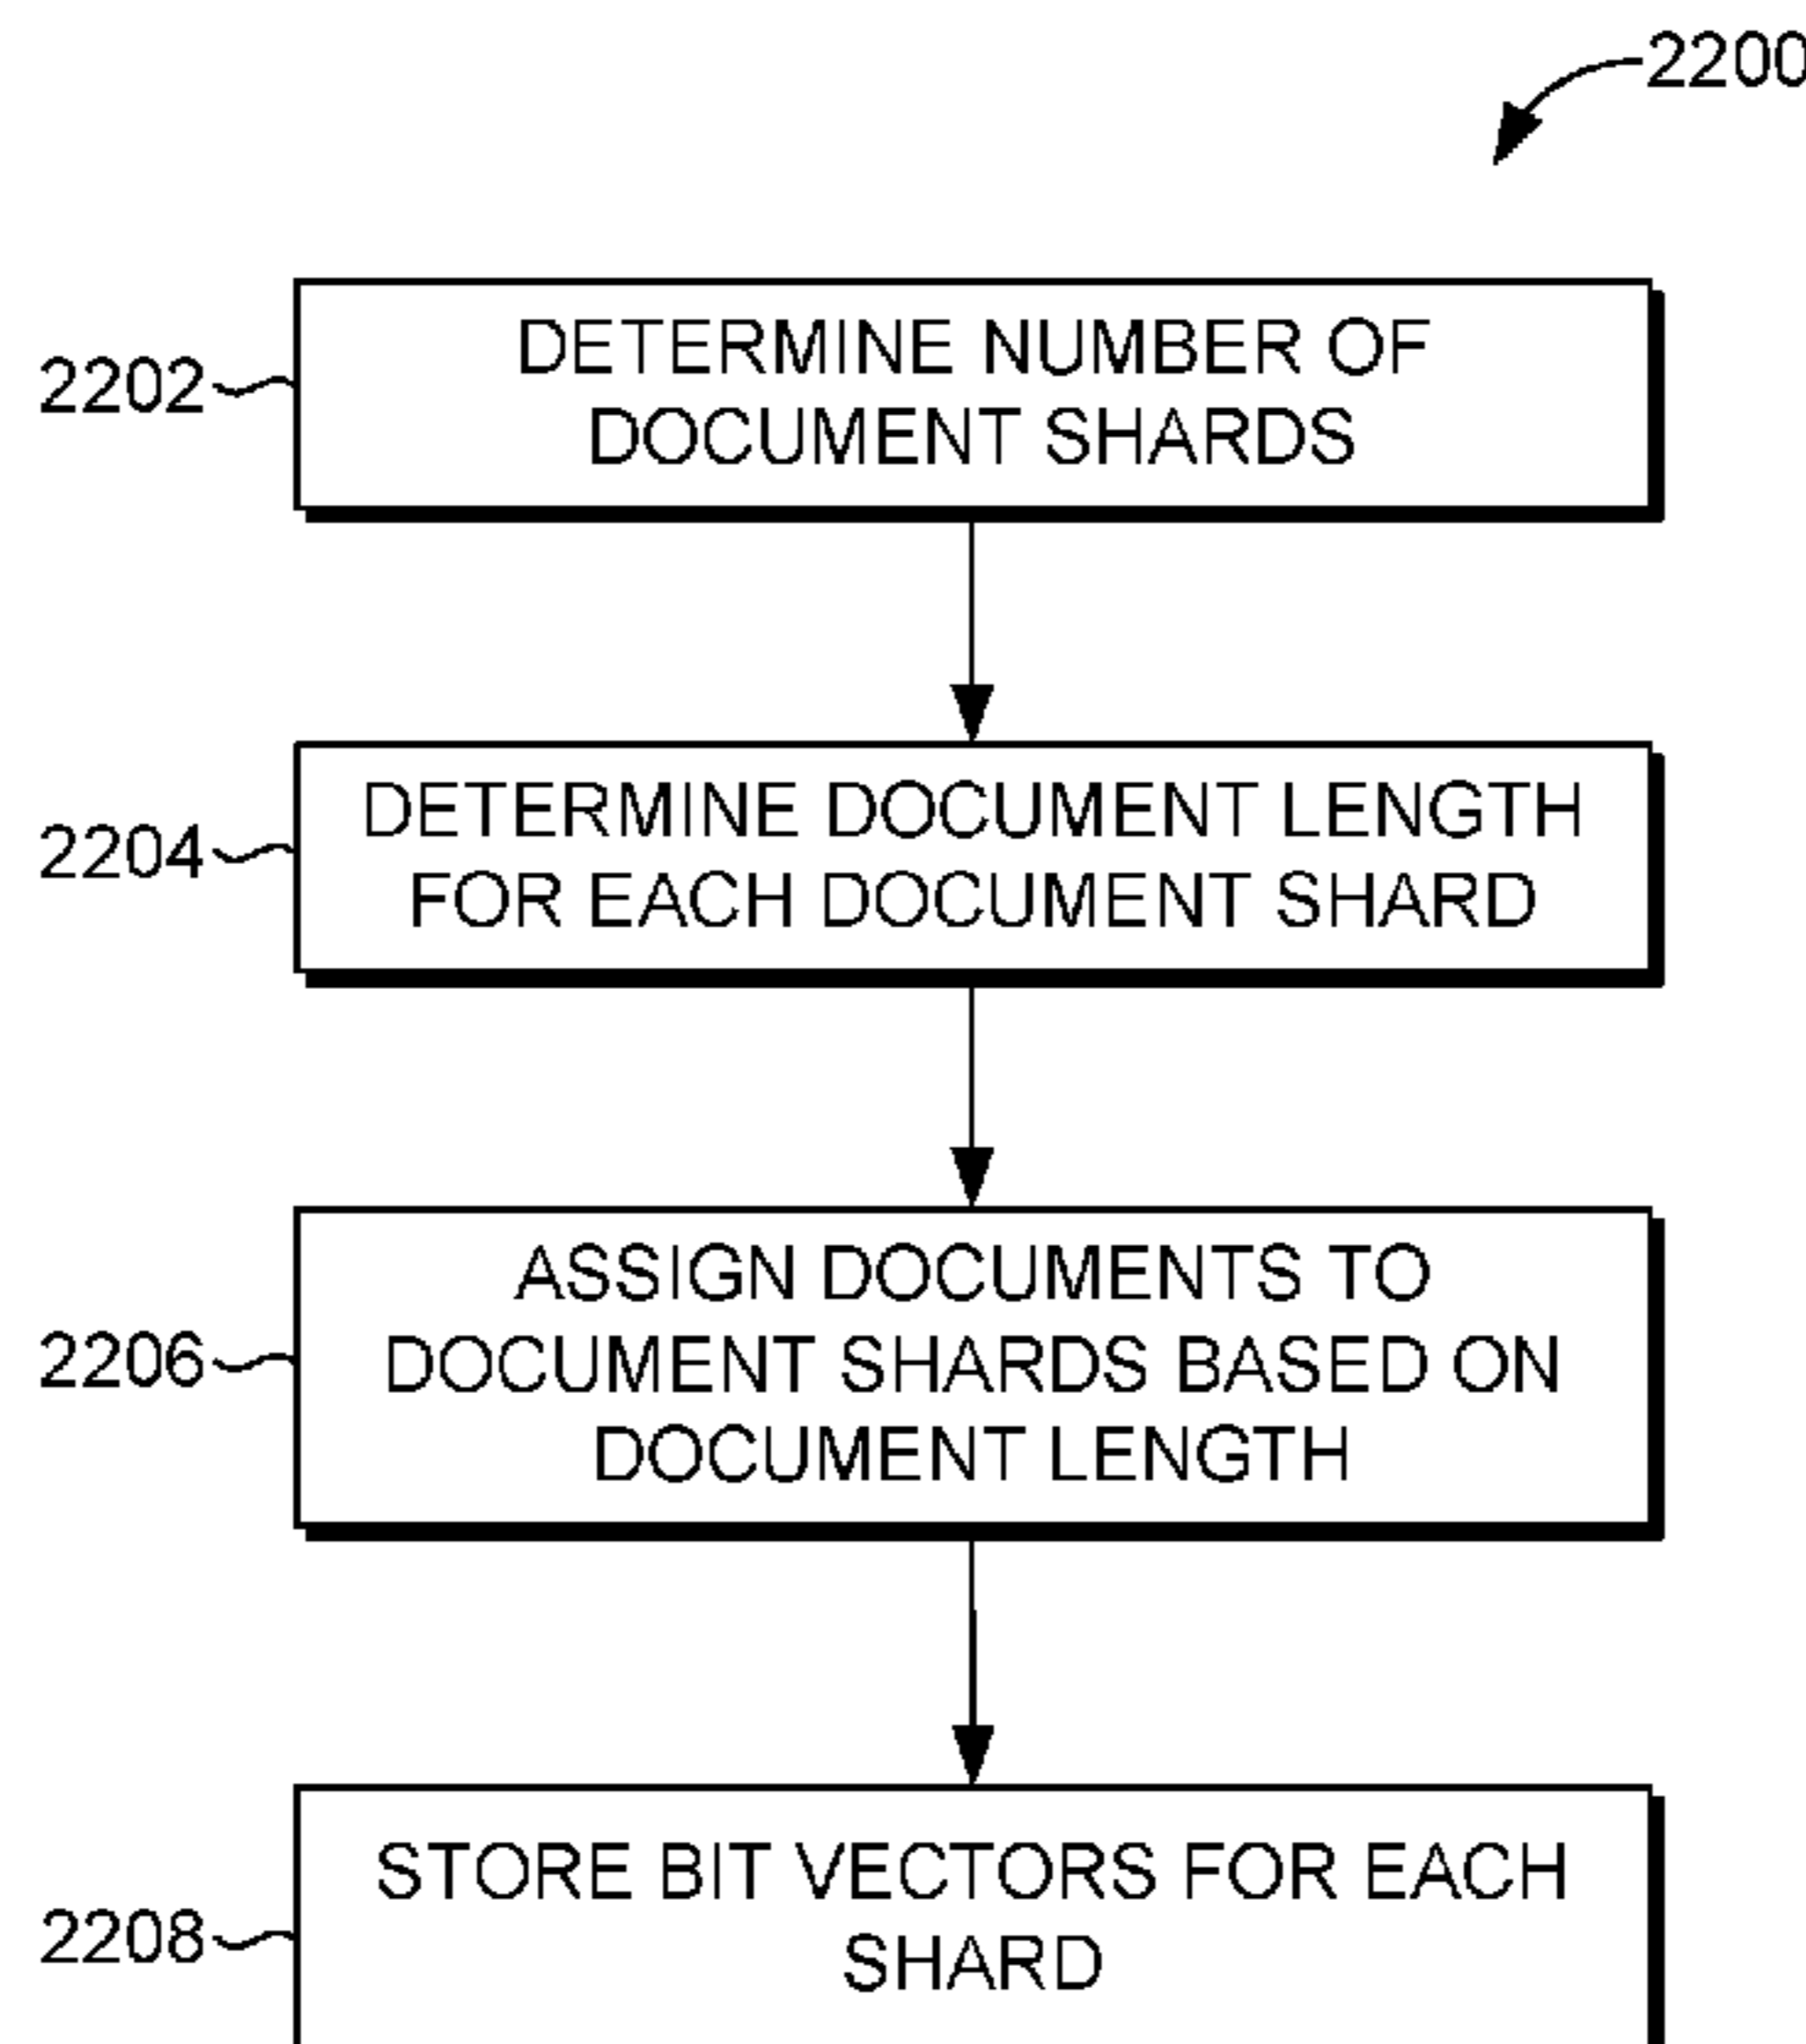 2200
2202
DETERMINE NUMBER OF
DOCUMENT SHARDS
2204
DETERMINE DOCUMENT LENGTH
FOR EACH DOCUMENT SHARD
2206
ASSIGN DOCUMENTS TO
DOCUMENT SHARDS BASED ON
DOCUMENT LENGTH
2208
STORE BIT VECTORS FOR EACH
SHARD